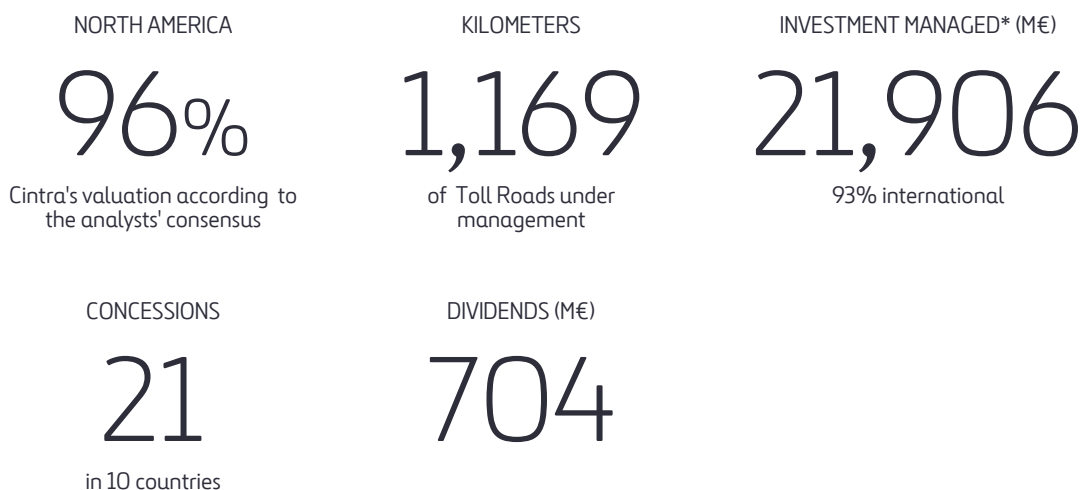 NORTH AMERICA
96%
Cintra's valuation according to
the analysts' consensus
KILOMETERS
1,169
of Toll Roads under
management
INVESTMENT MANAGED* (M€)
21,906
93% international
CONCESSIONS
21
in 10 countries
DIVIDENDS (M€)
704